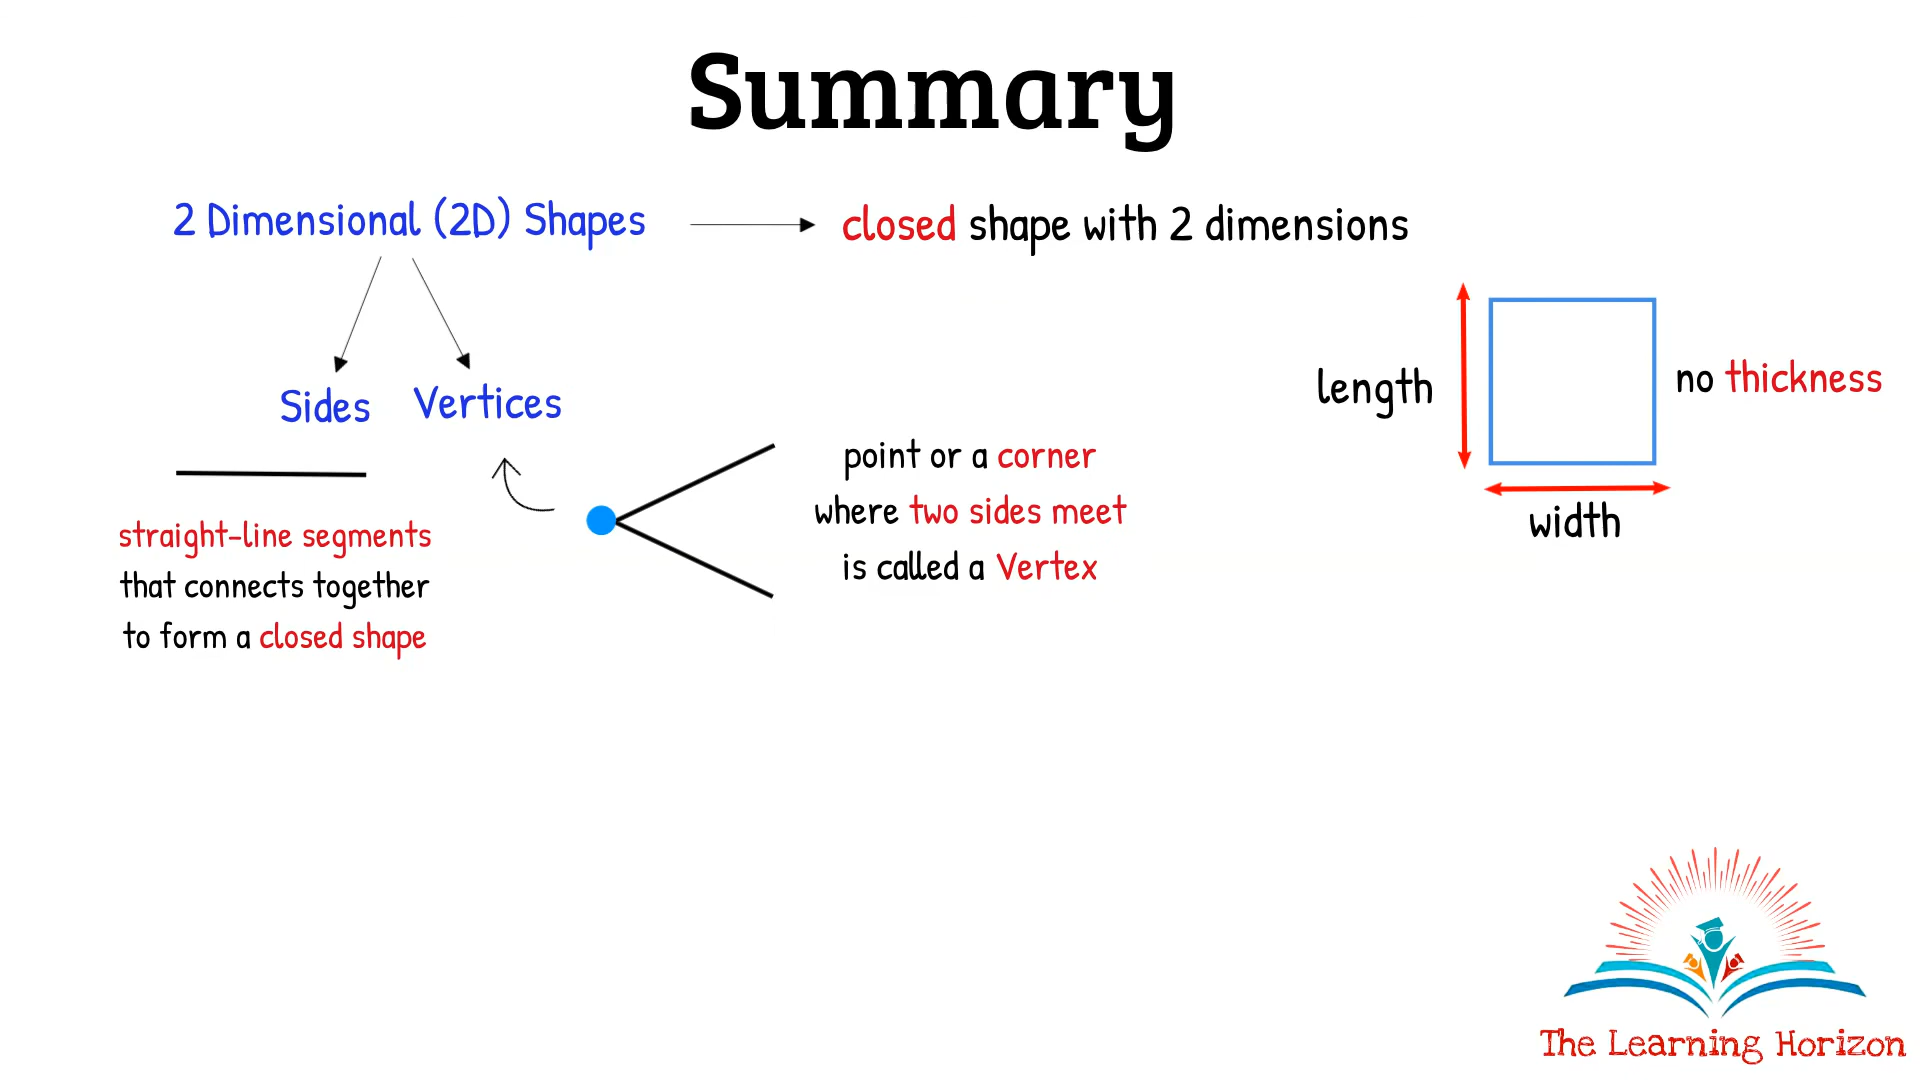 Summary
2 Dimensional (2D) Shapes
closed shape with 2 dimensions
Sides
Vertices
straight-line segments
that connects together
to form a closed shape
point or a corner
where two sides meet
is called a Vertex
length
no thickness
width
The Learning Horizon